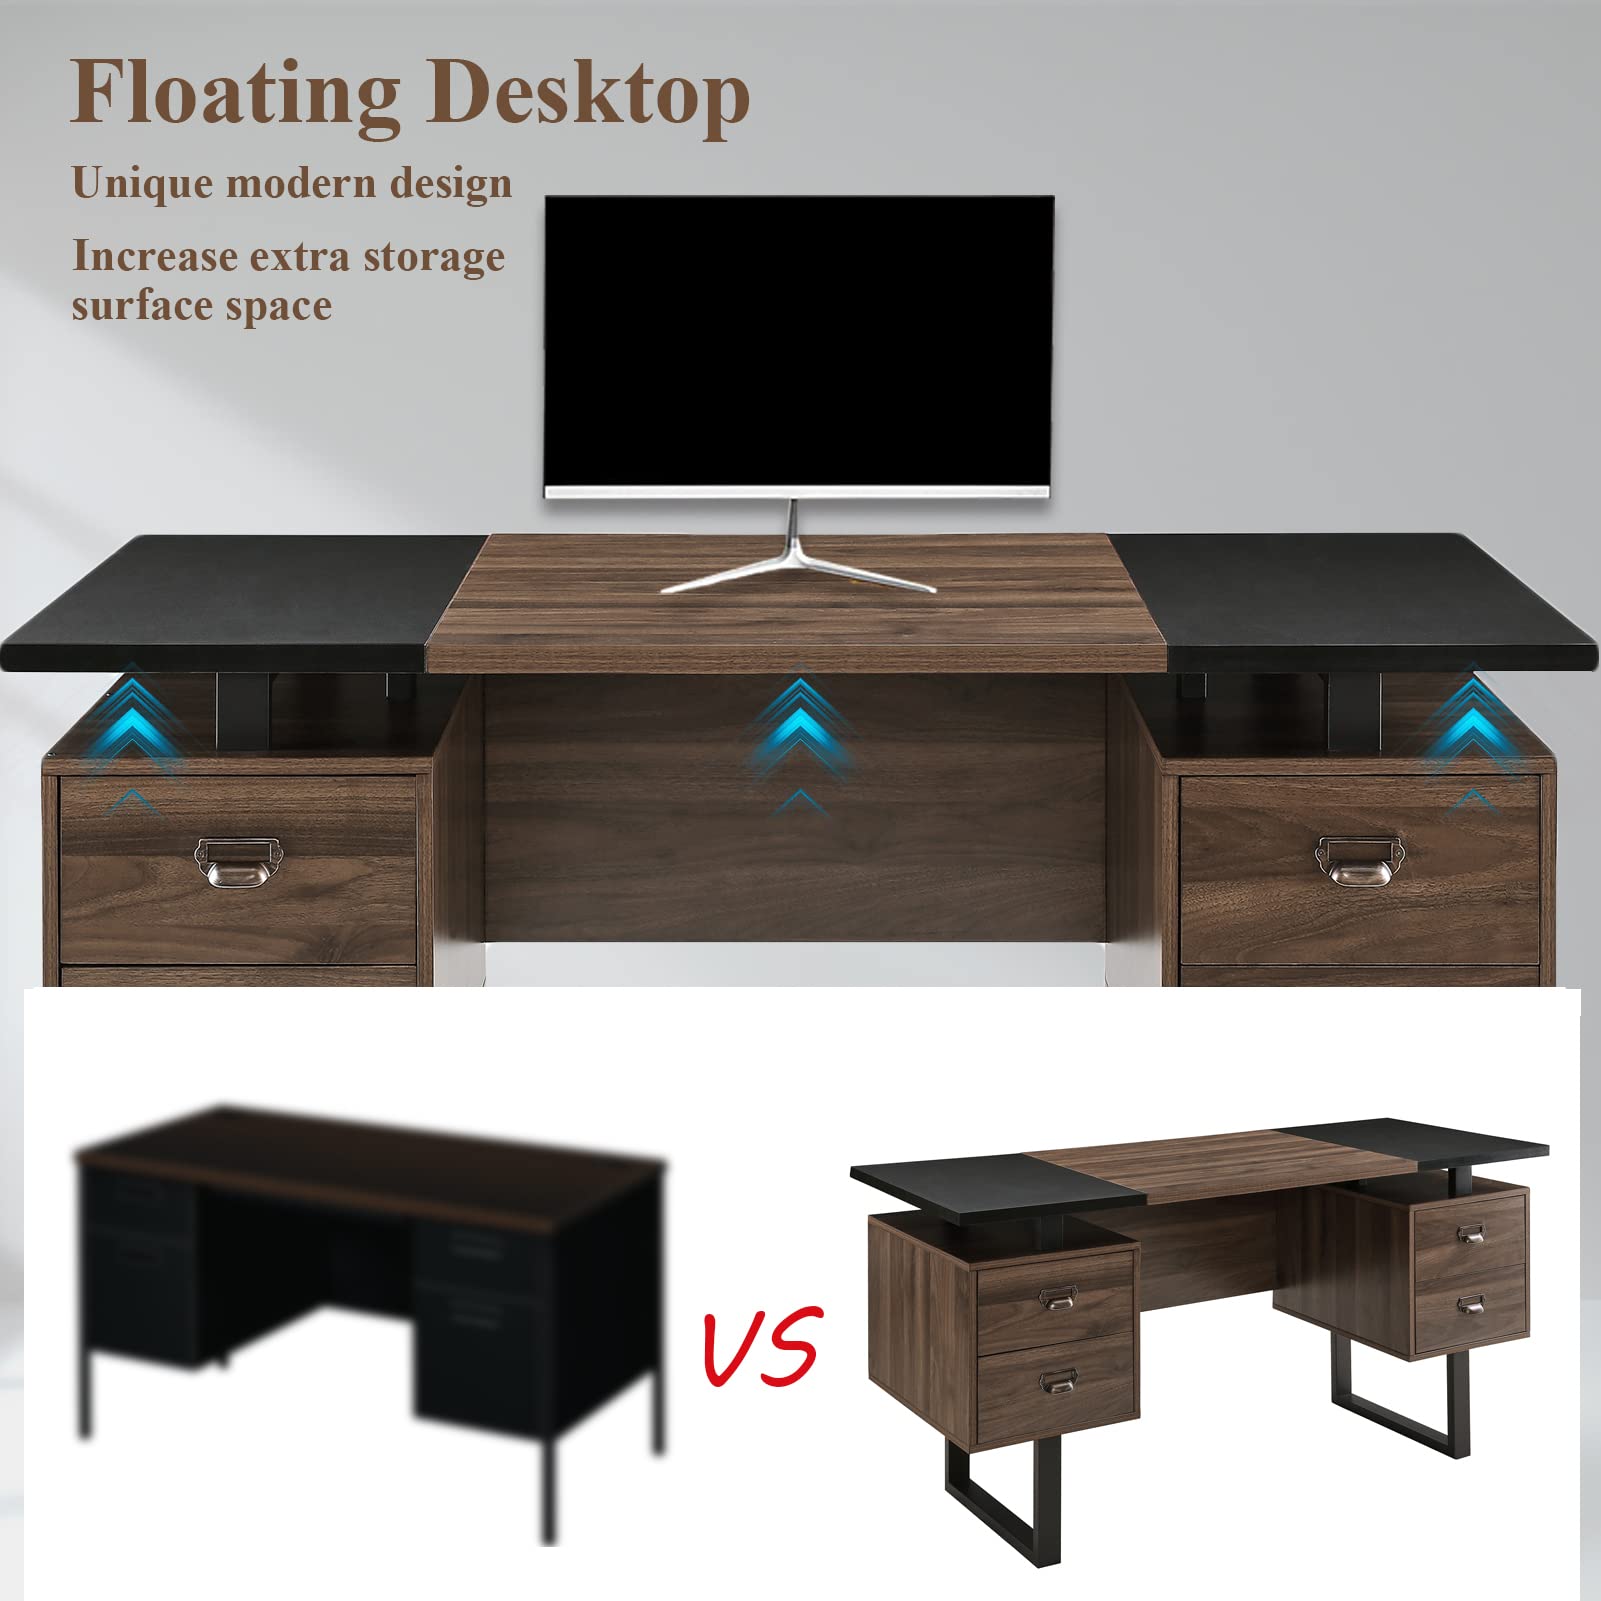 Floating Desktop
Unique modern design
Increase extra storage
surface space
VS